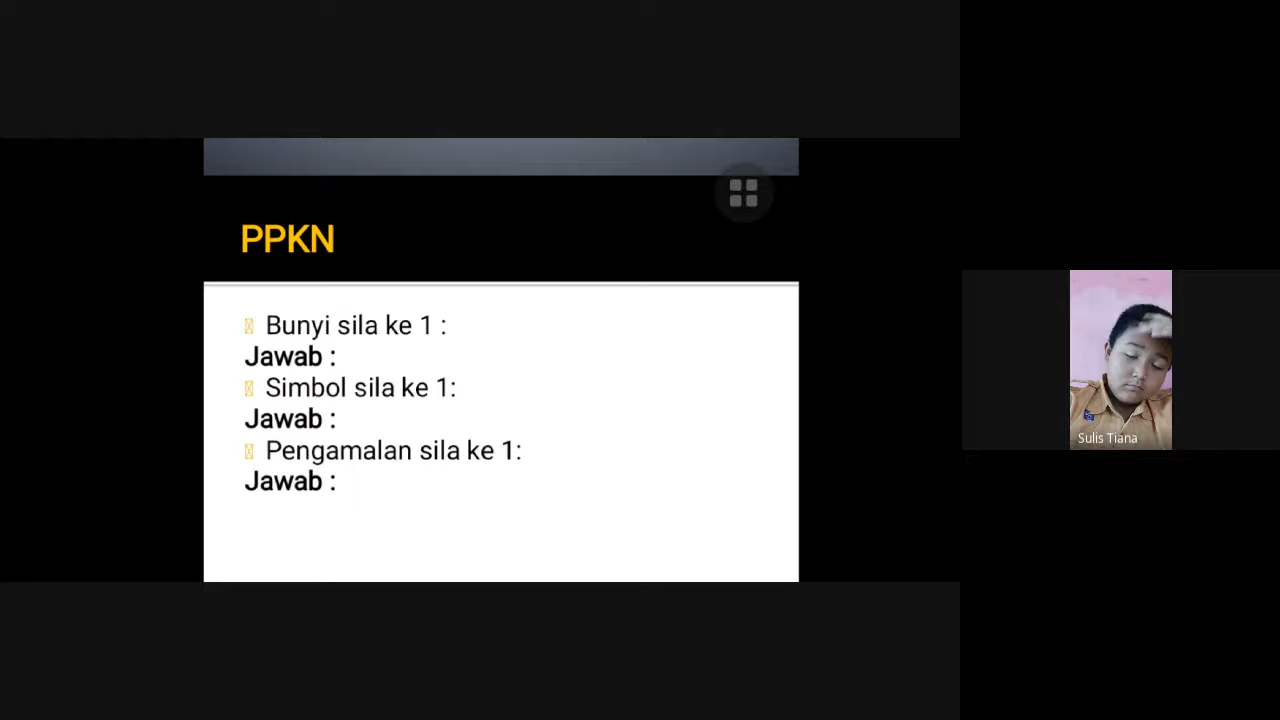 PPKN
Bunyi sila ke 1 :
Jawab :
Simbol sila ke 1:
Jawab :
Pengamalan sila ke 1:
Jawab :
Sulis Tiana